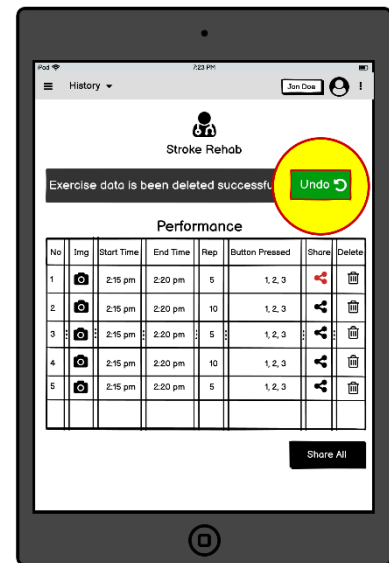 iPad 7:23 PM
History Jon Doe
Stroke Rehab
Exercise data is been deleted Undo
Performance
No Img Start Time End Time Rep Button Pressed Share Delete
1 2:15 pm 2:20 pm 5 1, 2, 3
2 2:15 pm 2:20 pm 10 1, 2, 3
3 2:15 pm 2:20 pm 5 1, 2, 3
4 2:15 pm 2:20 pm 10 1, 2, 3
5 2:15 pm 2:20 pm 5 1, 2, 3
Share All